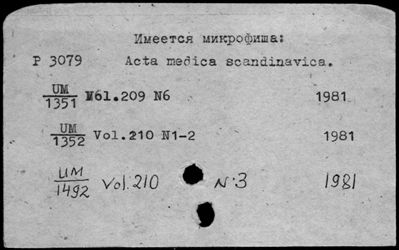 Имеется микрофиша:
P 3079 Acta medica scandinavica.
UM/1351 Vol.209 N6 1981
UM/1352 Vol.210 N1-2 1981
UM/1492 Vol.210 N:3 1981